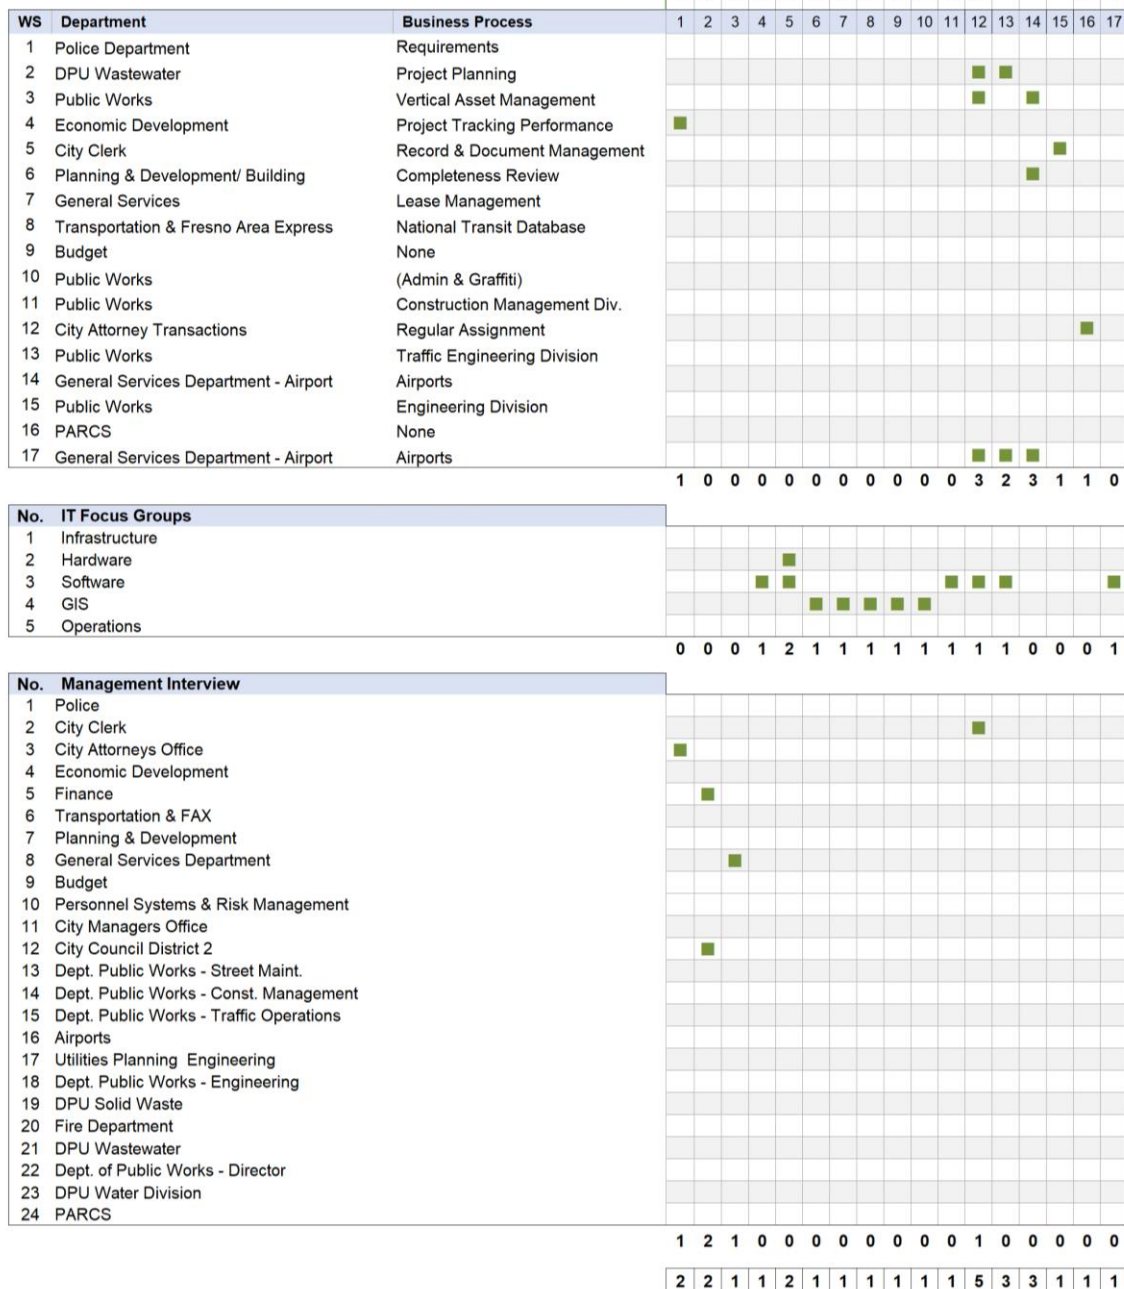 WS Department Business Process 1 2 3 4 5 6 7 8 9 10 11 12 13 14 15 16 17
1 Police Department Requirements
2 DPU Wastewater Project Planning
3 Public Works Vertical Asset Management
4 Economic Development Project Tracking Performance
5 City Clerk Record & Document Management
6 Planning & Development/ Building Completeness Review
7 General Services Lease Management
8 Transportation & Fresno Area Express National Transit Database
9 Budget None
10 Public Works (Admin & Graffiti)
11 Public Works Construction Management Div.
12 City Attorney Transactions Regular Assignment
13 Public Works Traffic Engineering Division
14 General Services Department - Airport Airports
15 Public Works Engineering Division
16 PARCS None
17 General Services Department - Airport Airports
1 0 0 0 0 0 0 0 0 0 0 3 2 3 1 1 0
No. IT Focus Groups
1 Infrastructure
2 Hardware
3 Software
4 GIS
5 Operations
0 0 0 1 2 1 1 1 1 1 1 1 1 0 0 0 1
No. Management Interview
1 Police
2 City Clerk
3 City Attorneys Office
4 Economic Development
5 Finance
6 Transportation & FAX
7 Planning & Development
8 General Services Department
9 Budget
10 Personnel Systems & Risk Management
11 City Managers Office
12 City Council District 2
13 Dept. Public Works - Street Maint.
14 Dept. Public Works - Const. Management
15 Dept. Public Works - Traffic Operations
16 Airports
17 Utilities Planning Engineering
18 Dept. Public Works - Engineering
19 DPU Solid Waste
20 Fire Department
21 DPU Wastewater
22 Dept. of Public Works - Director
23 DPU Water Division
24 PARCS
1 2 1 0 0 0 0 0 0 0 0 1 0 0 0 0 0
2 2 1 1 2 1 1 1 1 1 1 5 3 3 1 1 1